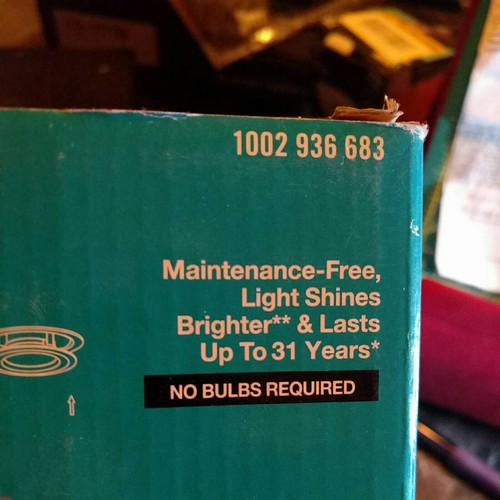 1002 936 683
Maintenance-Free,
Light Shines
Brighter** & Lasts
Up To 31 Years*
NO BULBS REQUIRED